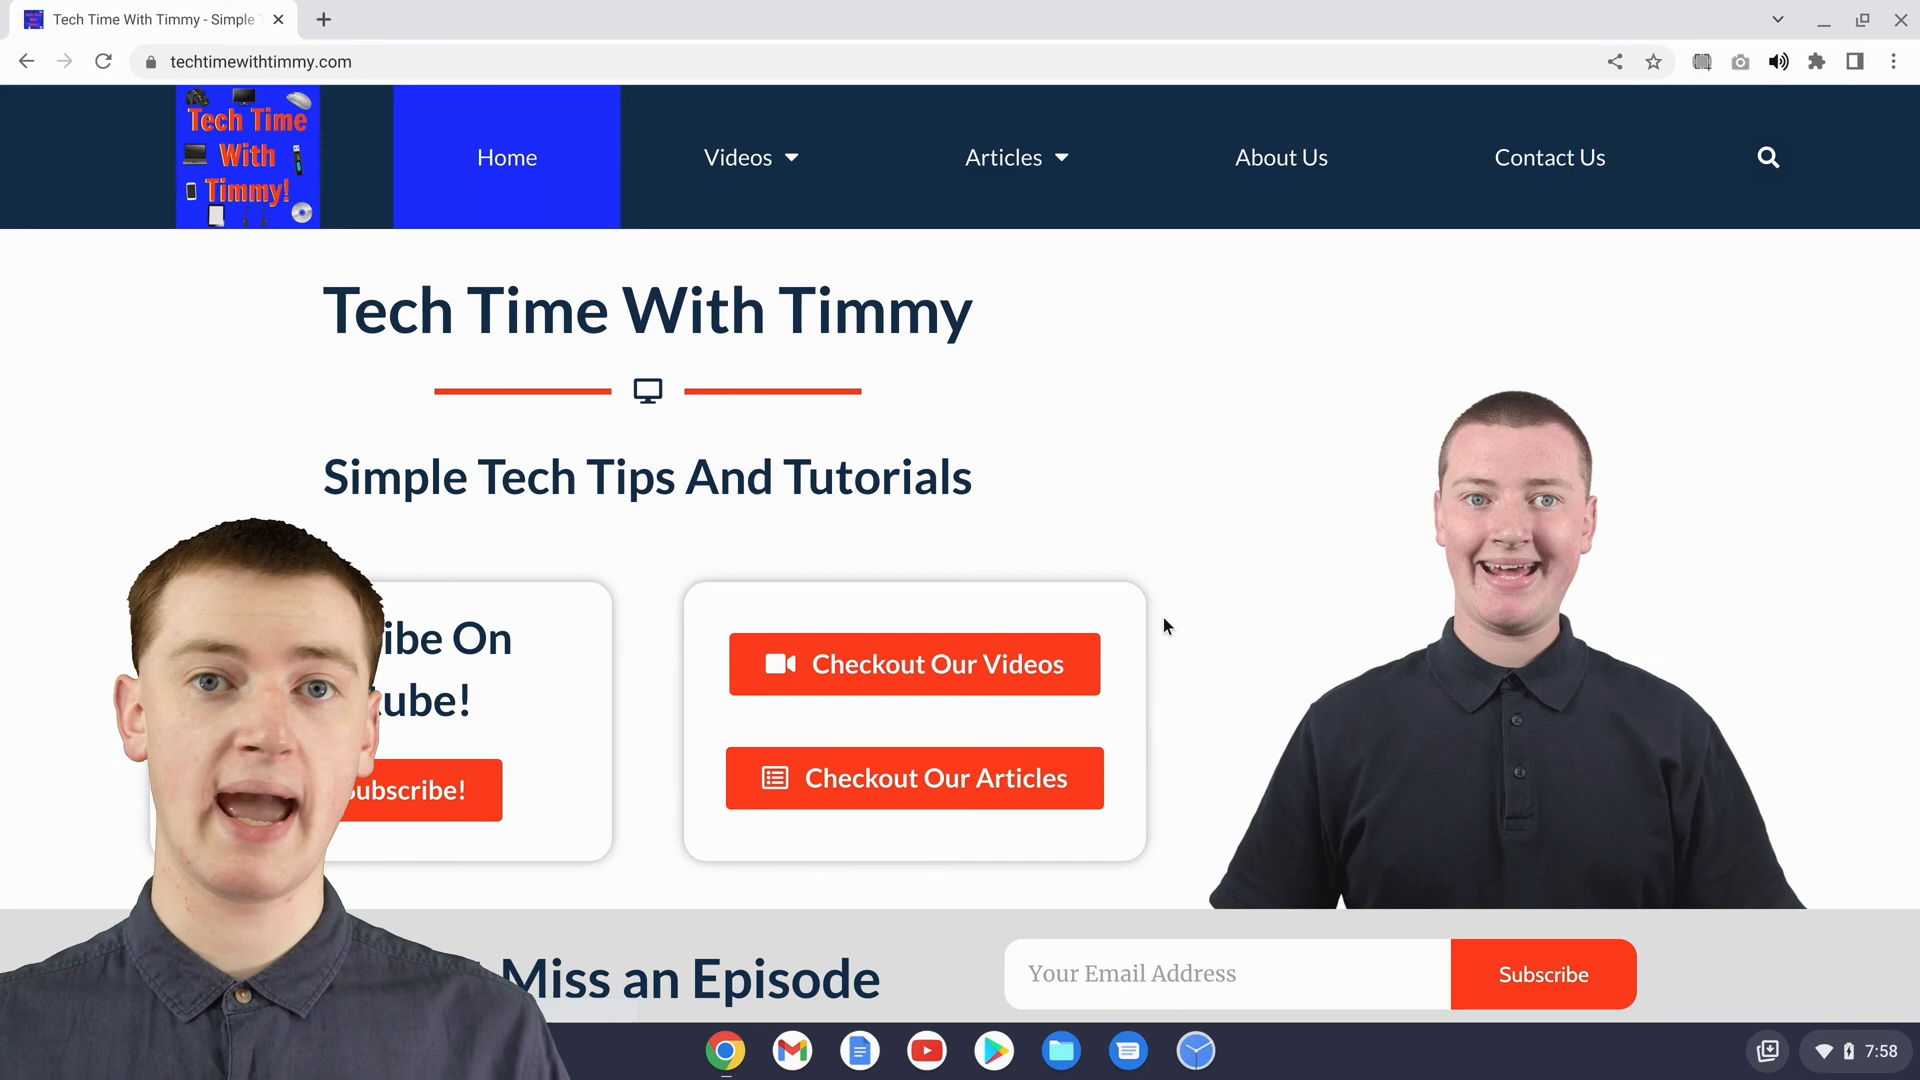 Tech Time With Timmy - Simple
techtimewithtimmy.com
Tech Time
With
Timmy!
Home
Videos
Articles
About Us
Contact Us
Tech Time With Timmy
Simple Tech Tips And Tutorials
ibe On
ube!
ubscribe!
Checkout Our Videos
Checkout Our Articles
Miss an Episode
Your Email Address
Subscribe
7:58